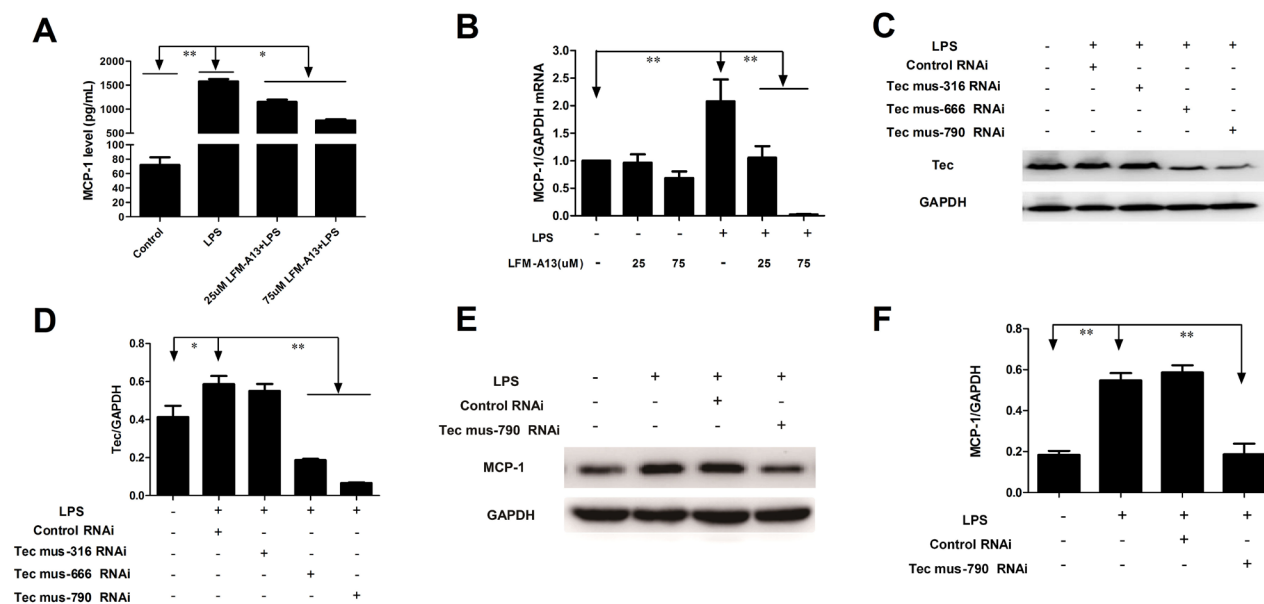 A
** *
MCP-1 level (pg/mL)
2000
1500
1000
500
100
80
60
40
20
0
Control
LPS
25uM LFM-A13+LPS
75uM LFM-A13+LPS
B
** **
MCP-1/GAPDH mRNA
3.0
2.5
2.0
1.5
1.0
0.5
0.0
LPS - - - + + +
LFM-A13(uM) - 25 75 - 25 75
C
LPS - + + + +
Control RNAi - + - - -
Tec mus-316 RNAi - - + - -
Tec mus-666 RNAi - - - + -
Tec mus-790 RNAi - - - - +
Tec
GAPDH
D
* **
Tec/GAPDH
0.8
0.6
0.4
0.2
0.0
LPS - + + + +
Control RNAi - + - - -
Tec mus-316 RNAi - - + - -
Tec mus-666 RNAi - - - + -
Tec mus-790 RNAi - - - - +
E
LPS - + + +
Control RNAi - - + -
Tec mus-790 RNAi - - - +
MCP-1
GAPDH
F
** **
MCP-1/GAPDH
0.8
0.6
0.4
0.2
0.0
LPS - + + +
Control RNAi - - + -
Tec mus-790 RNAi - - - +